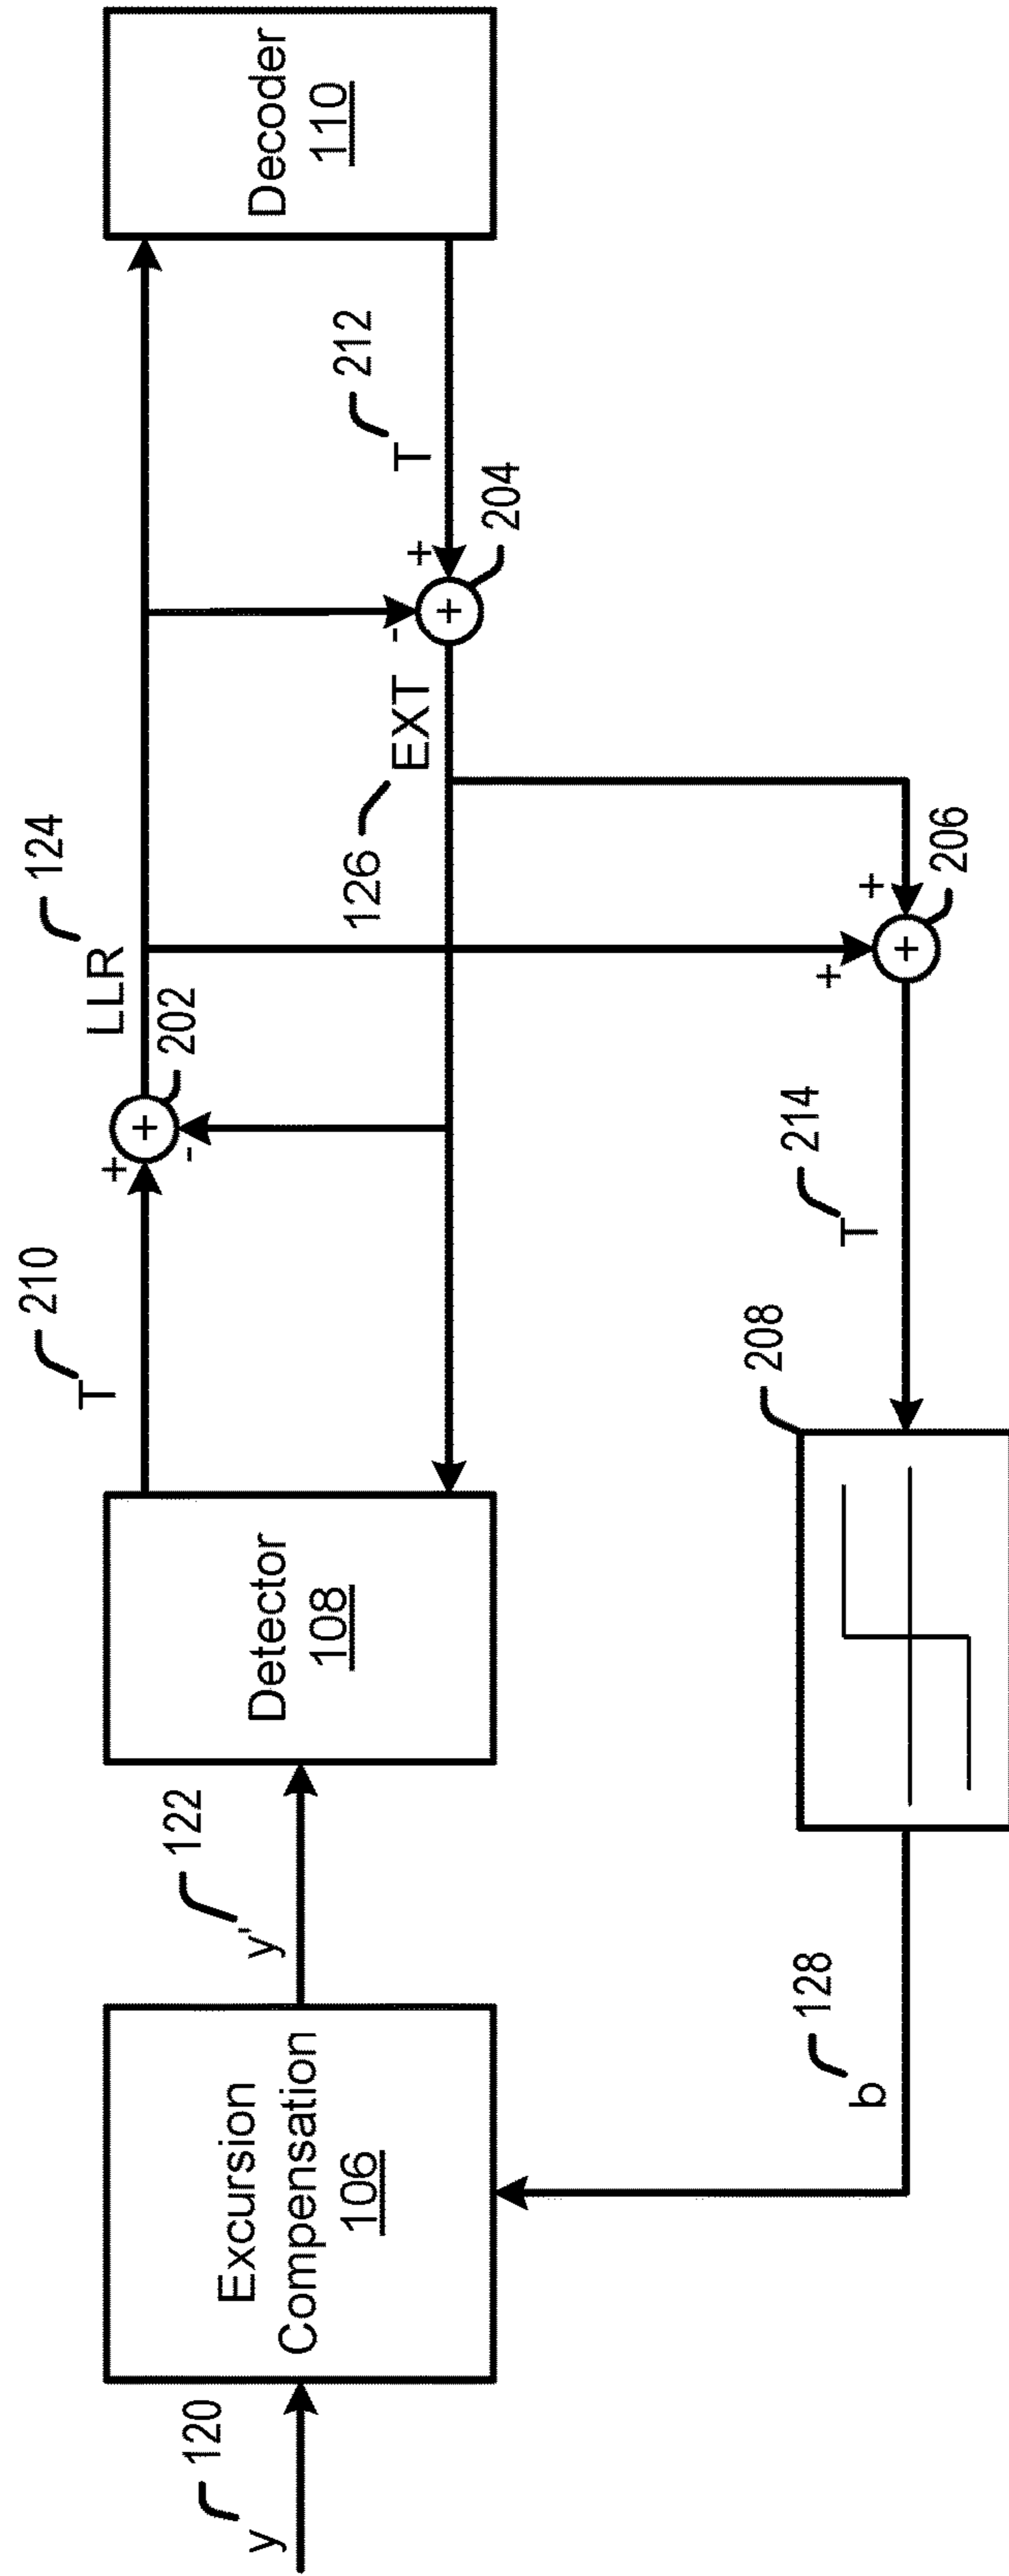 y
120
Excursion
Compensation
106
y'
122
Detector
108
T
210
+
-
+
202
LLR
124
126
EXT
-
+
+
204
T
212
Decoder
110
+
+
+
206
T
214
208
b
128